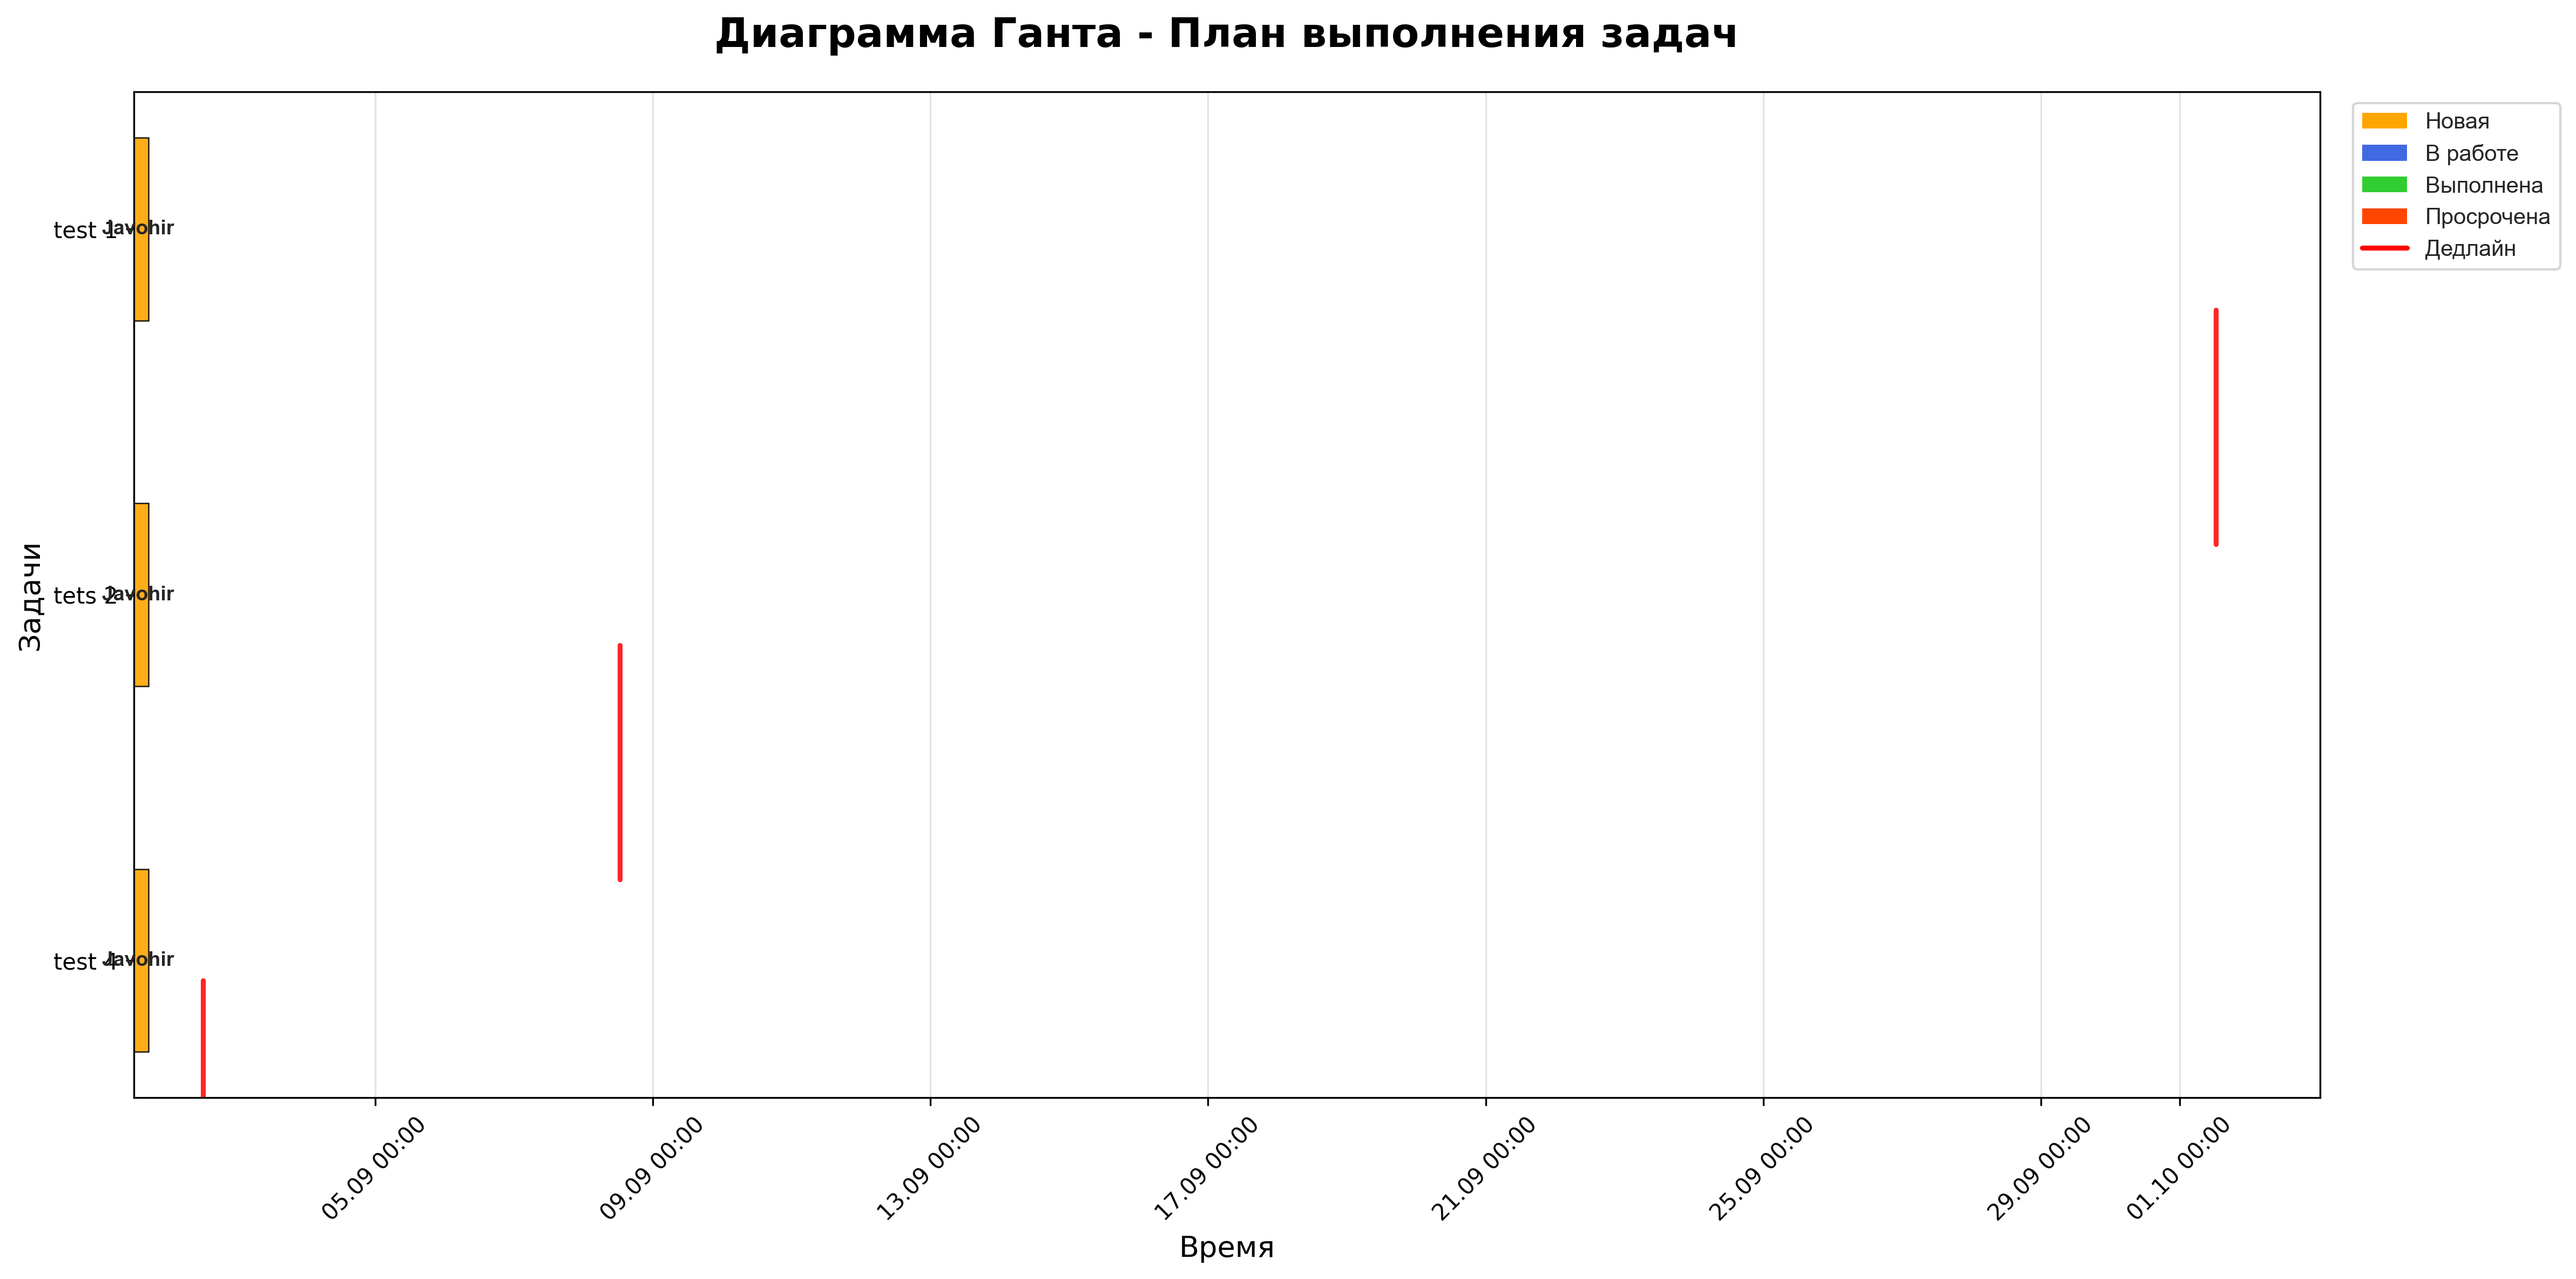 Диаграмма Ганта - План выполнения задач
Новая
В работе
Выполнена
Просрочена
Дедлайн
Задачи
test 1
Javohir
tets 2
Javohir
test 4
Javohir
05.09 00:00
09.09 00:00
13.09 00:00
17.09 00:00
21.09 00:00
25.09 00:00
29.09 00:00
01.10 00:00
Время